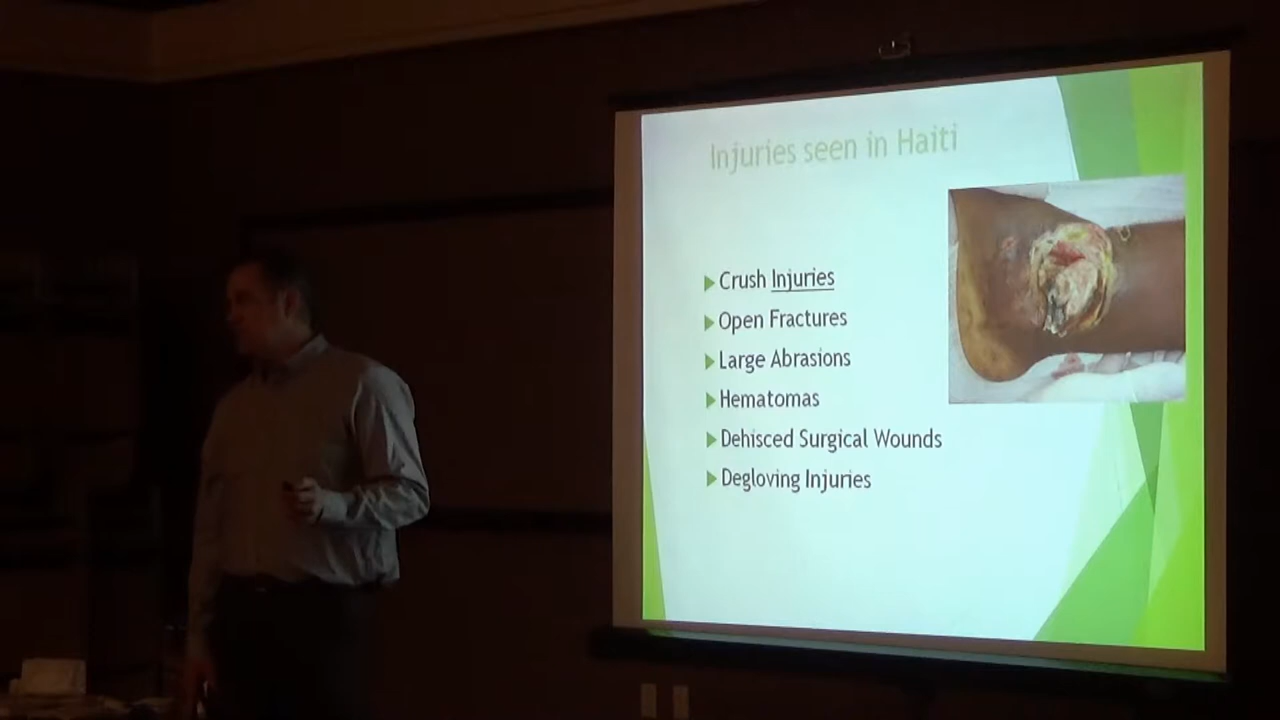 Injuries seen in Haiti
Crush Injuries
Open Fractures
Large Abrasions
Hematomas
Dehisced Surgical Wounds
Degloving Injuries